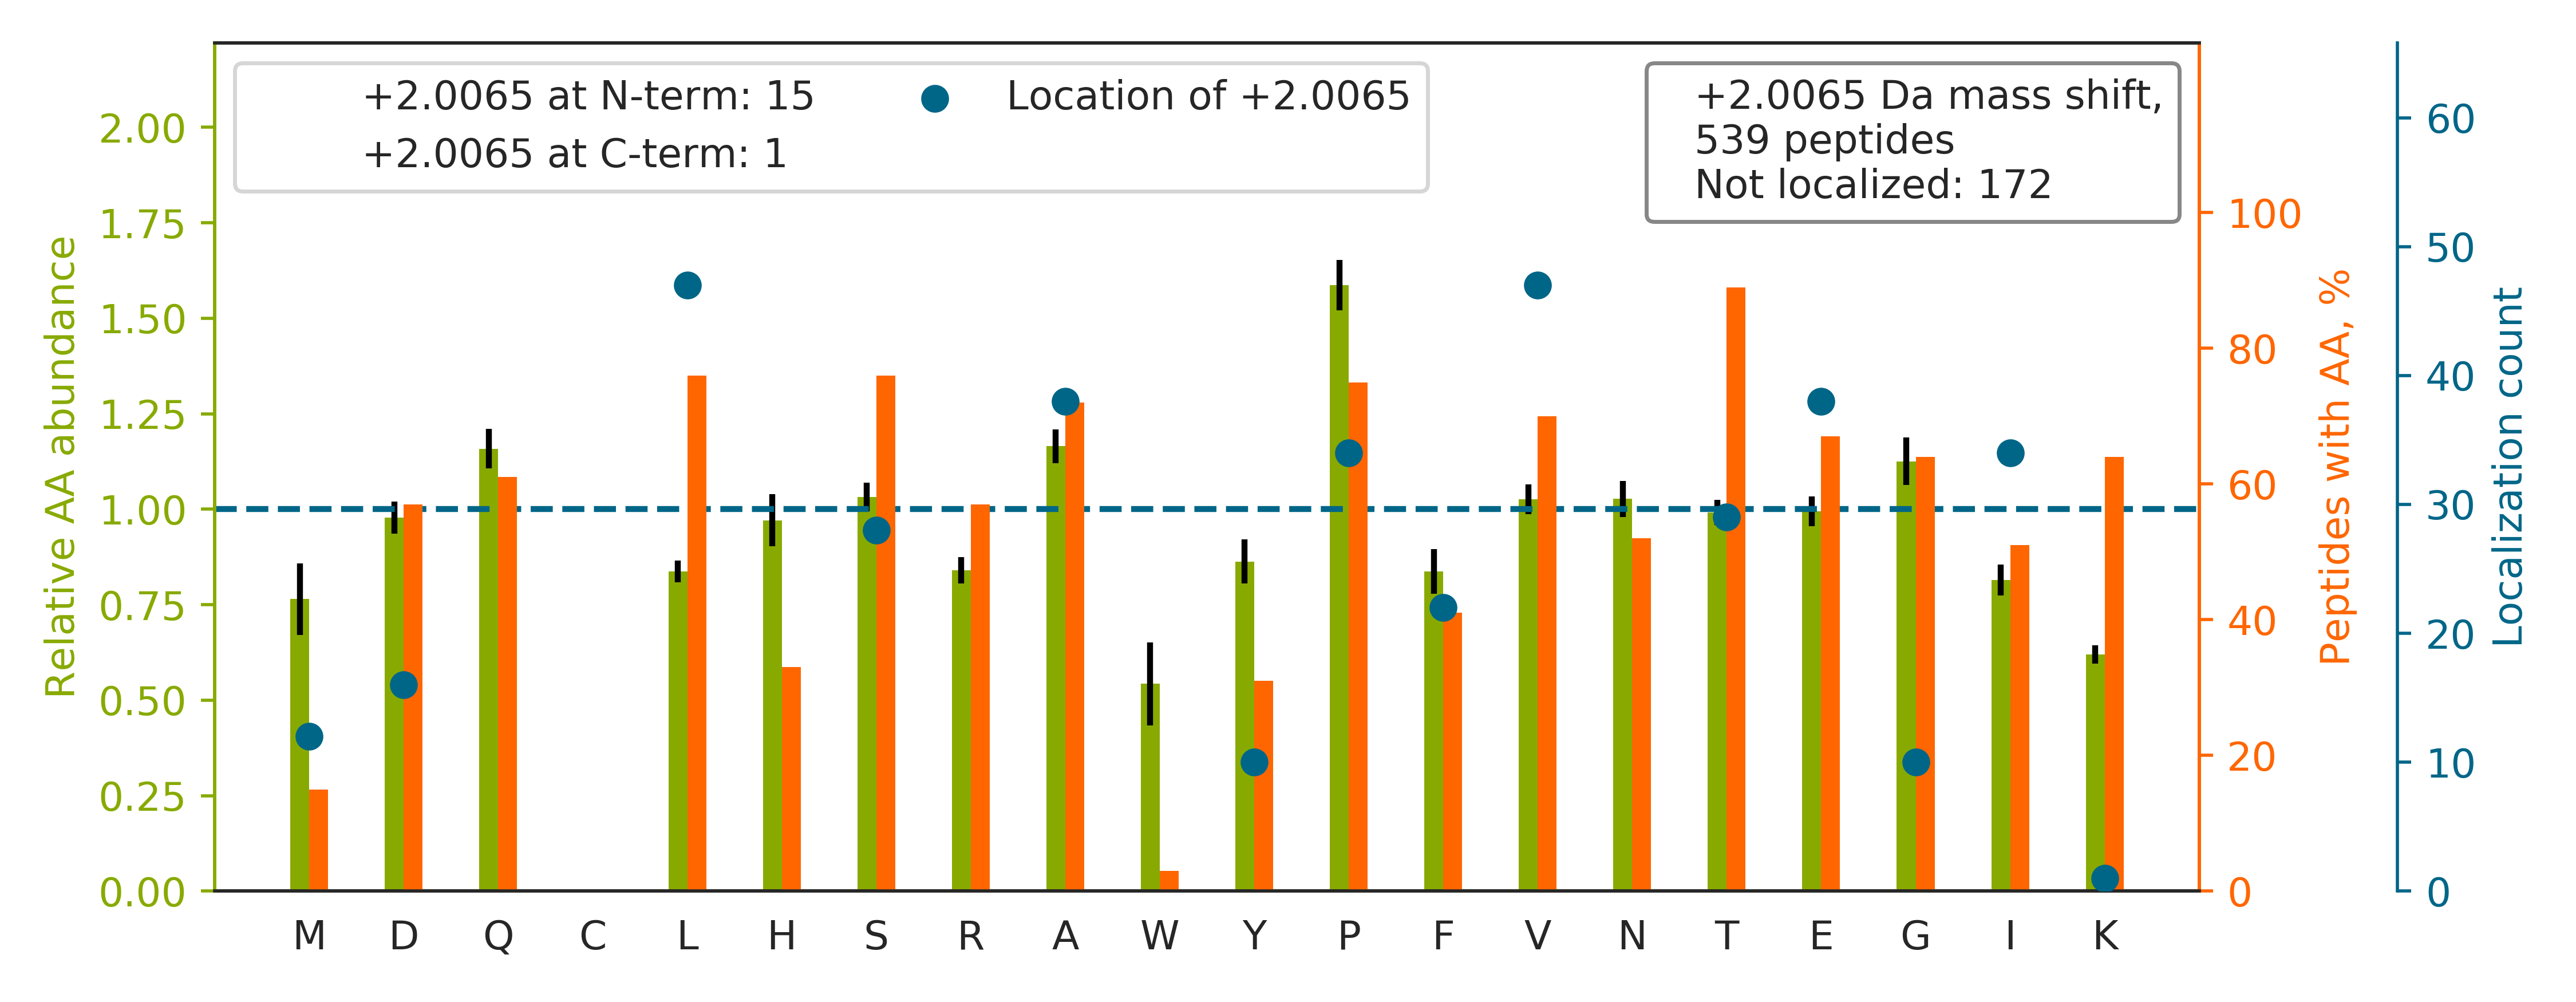 +2.0065 at N-term: 15
+2.0065 at C-term: 1
Location of +2.0065
+2.0065 Da mass shift,
539 peptides
Not localized: 172
Relative AA abundance
2.00
1.75
1.50
1.25
1.00
0.75
0.50
0.25
0.00
M D Q C L H S R A W Y P F V N T E G I K
100
80
60
40
20
0
Peptides with AA, %
60
50
40
30
20
10
0
Localization count